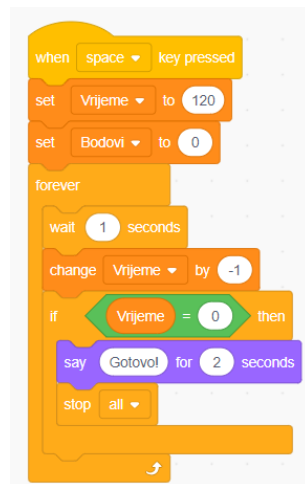 when space key pressed
set Vrijeme to 120
set Bodovi to 0
forever
wait 1 seconds
change Vrijeme by -1
if Vrijeme = 0 then
say Gotovo! for 2 seconds
stop all